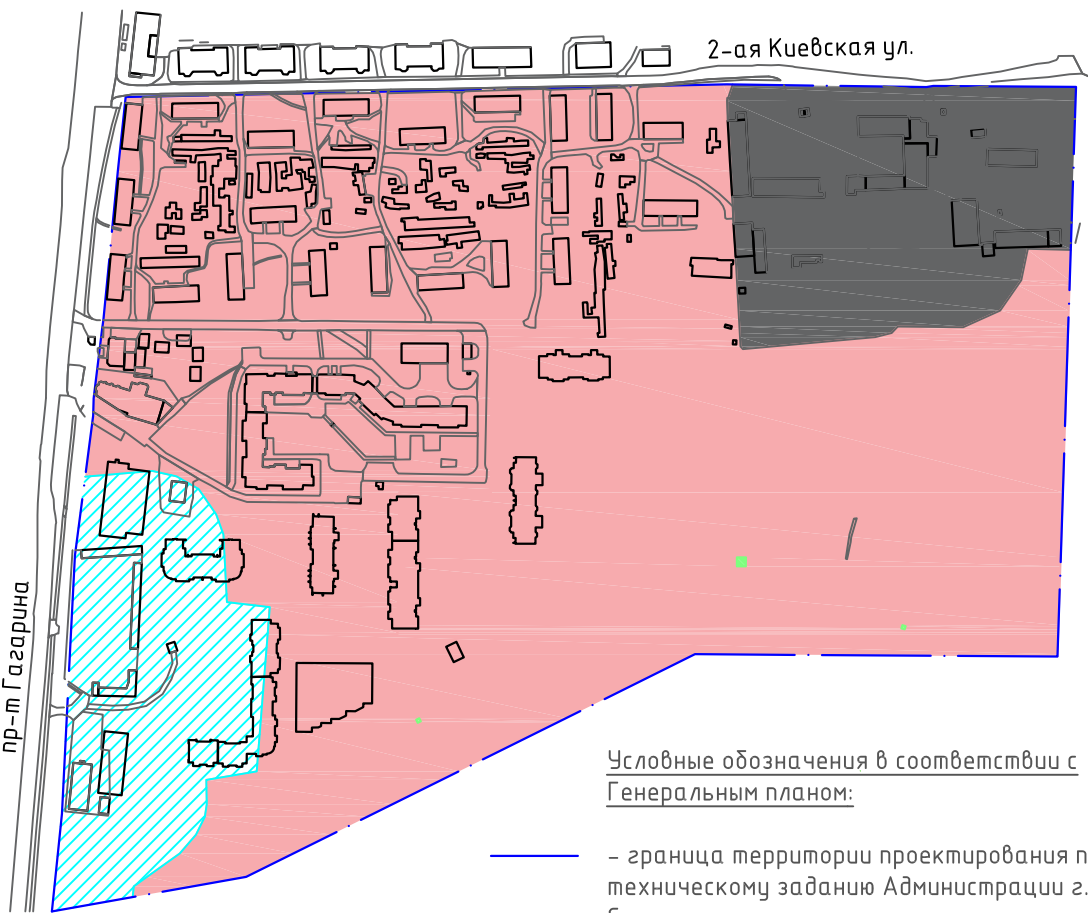 2-ая Киевская ул.
пр-т Гагарина
Условные обозначения в соответствии с
Генеральным планом:
- граница территории проектирования п
техническому заданию Администрации г.